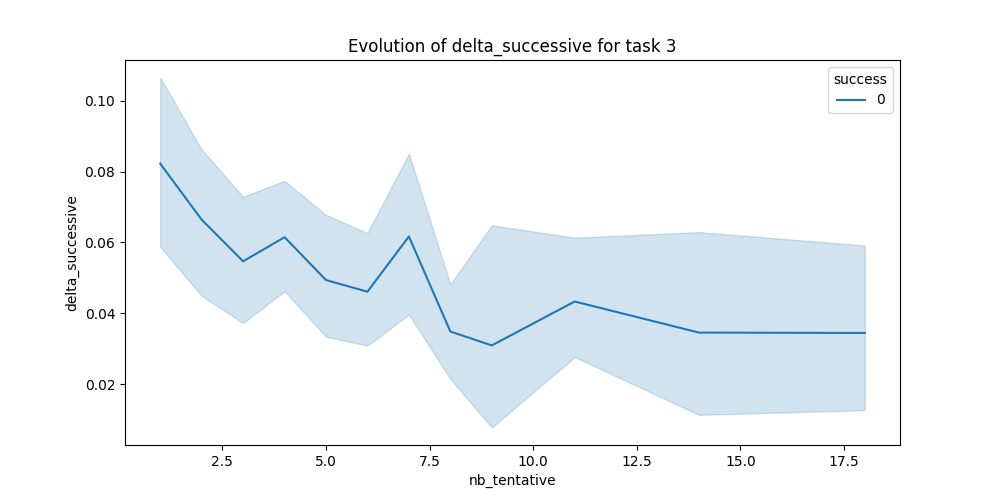 Evolution of delta_successive for task 3
success
0
0.10
0.08
0.06
0.04
0.02
delta_successive
2.5 5.0 7.5 10.0 12.5 15.0 17.5
nb_tentative